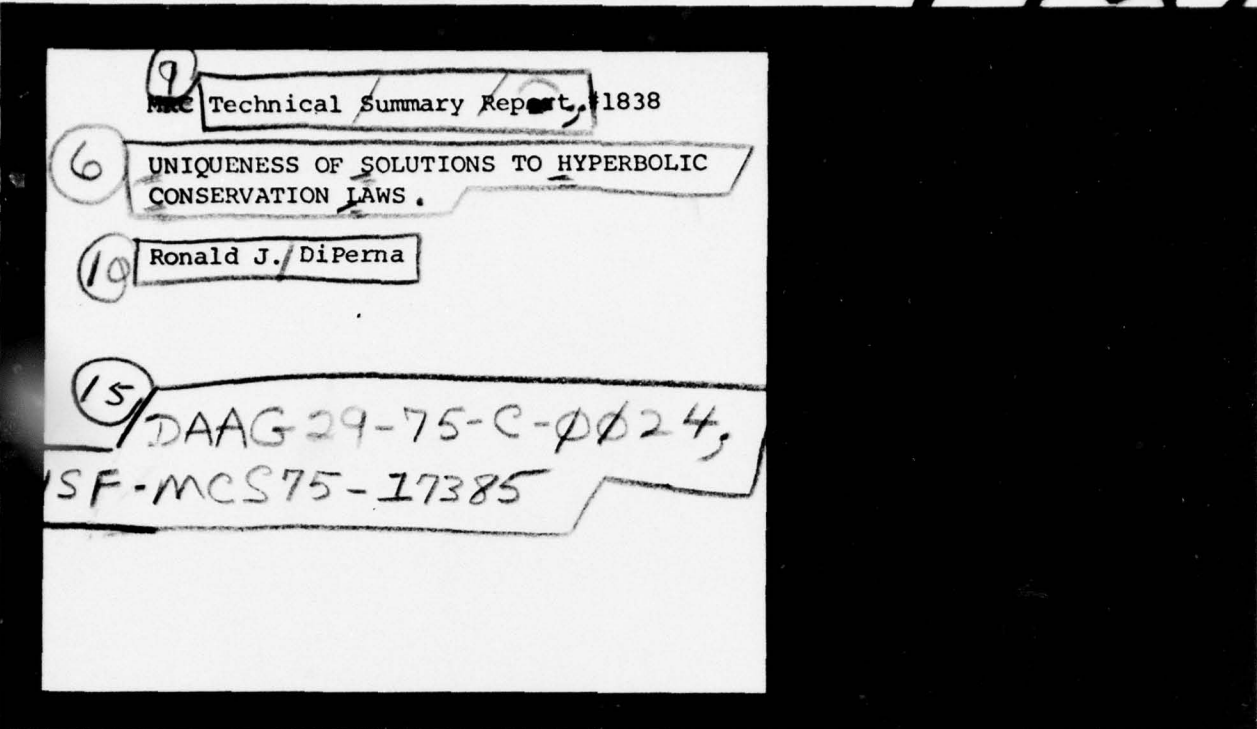 9
MRC Technical Summary Report, #1838
6
UNIQUENESS OF SOLUTIONS TO HYPERBOLIC
CONSERVATION LAWS.
10
Ronald J. DiPerna
15
DAAG29-75-C-0024,
SF-MCS75-17385